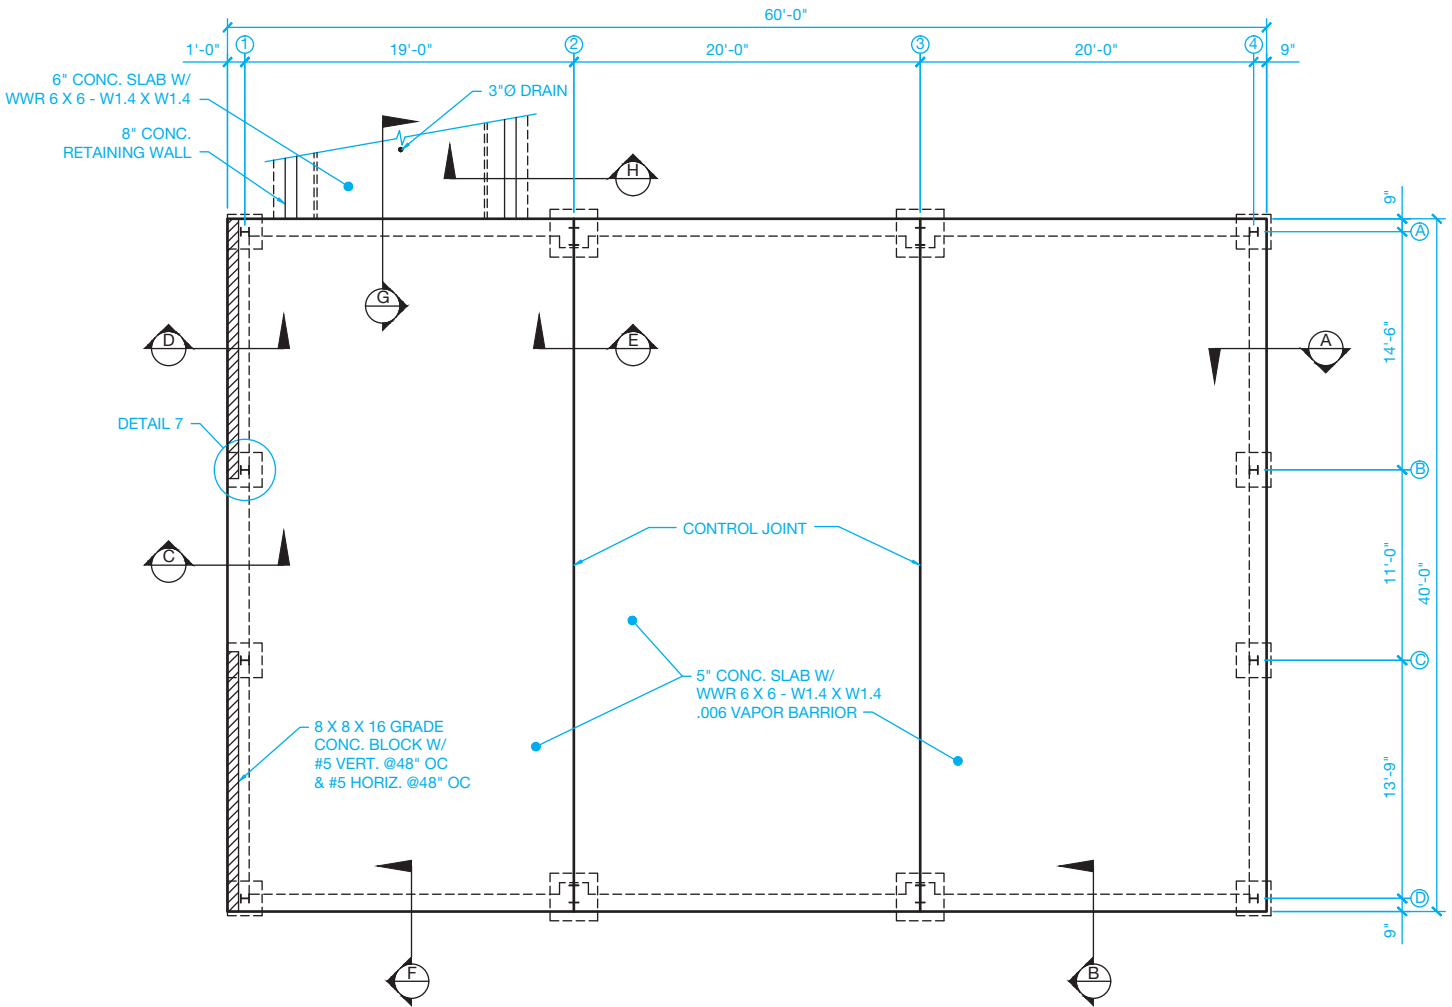 60'-0"
1'-0"
1
19'-0"
2
20'-0"
3
20'-0"
4
9"
6" CONC. SLAB W/
WWR 6 X 6 - W1.4 X W1.4
3"Ø DRAIN
8" CONC.
RETAINING WALL
H
9"
A
G
D
E
A
14'-6"
DETAIL 7
B
CONTROL JOINT
C
11'-0"
40'-0"
C
5" CONC. SLAB W/
WWR 6 X 6 - W1.4 X W1.4
.006 VAPOR BARRIOR
8 X 8 X 16 GRADE
CONC. BLOCK W/
#5 VERT. @48" OC
& #5 HORIZ. @48" OC
13'-9"
D
9"
F
B